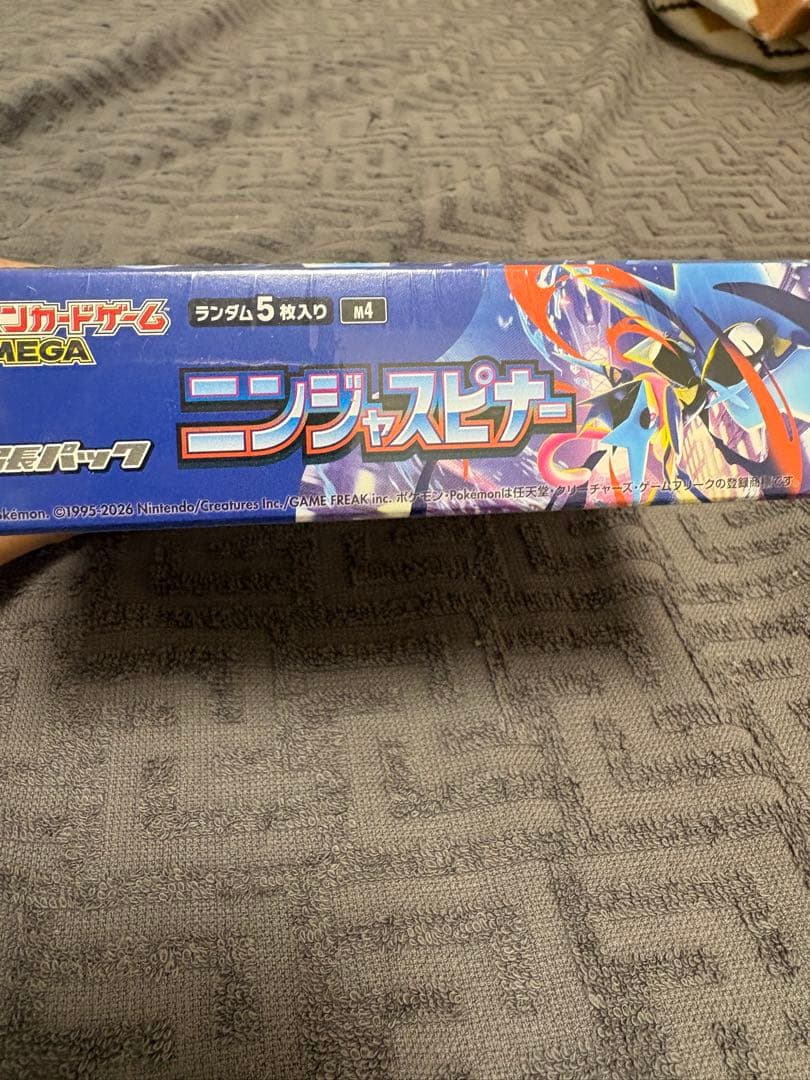 ンカードゲーム
MEGA
ランダム5枚入り
M4
ニンジャスピナー
張パック
okémon. ©1995-2026 Nintendo/Creatures Inc./GAME FREAK inc. ポケモン・Pokémonは任天堂・クリーチャーズ・ゲームフリークの登録商標です